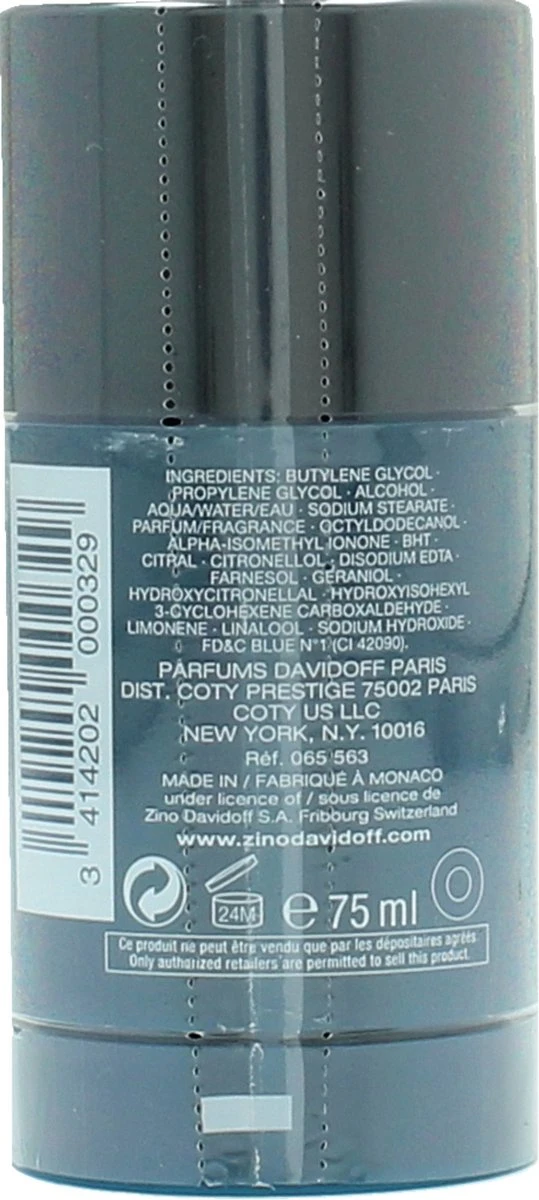 INGREDIENTS: BUTYLENE GLYCOL ·
PROPYLENE GLYCOL · ALCOHOL ·
AQUA/WATER/EAU · SODIUM STEARATE ·
PARFUM/FRAGRANCE · OCTYLDODECANOL ·
ALPHA-ISOMETHYL IONONE · BHT ·
CITRAL · CITRONELLOL · DISODIUM EDTA ·
FARNESOL · GERANIOL ·
HYDROXYCITRONELLAL · HYDROXYISOHEXYL
3-CYCLOHEXENE CARBOXALDEHYDE ·
LIMONENE · LINALOOL · SODIUM HYDROXIDE ·
FD&C BLUE N°1 (CI 42090).
PARFUMS DAVIDOFF PARIS
DIST. COTY PRESTIGE 75002 PARIS
COTY US LLC
NEW YORK, N.Y. 10016
Réf. 065 563
MADE IN / FABRIQUÉ À MONACO
under licence of / sous licence de
Zino Davidoff S.A. Fribourg Switzerland
www.zinodavidoff.com
24M e 75 ml
Ce produit ne peut être vendu que par les dépositaires agréés.
Only authorized retailers are permitted to sell this product.
3 414202 000329